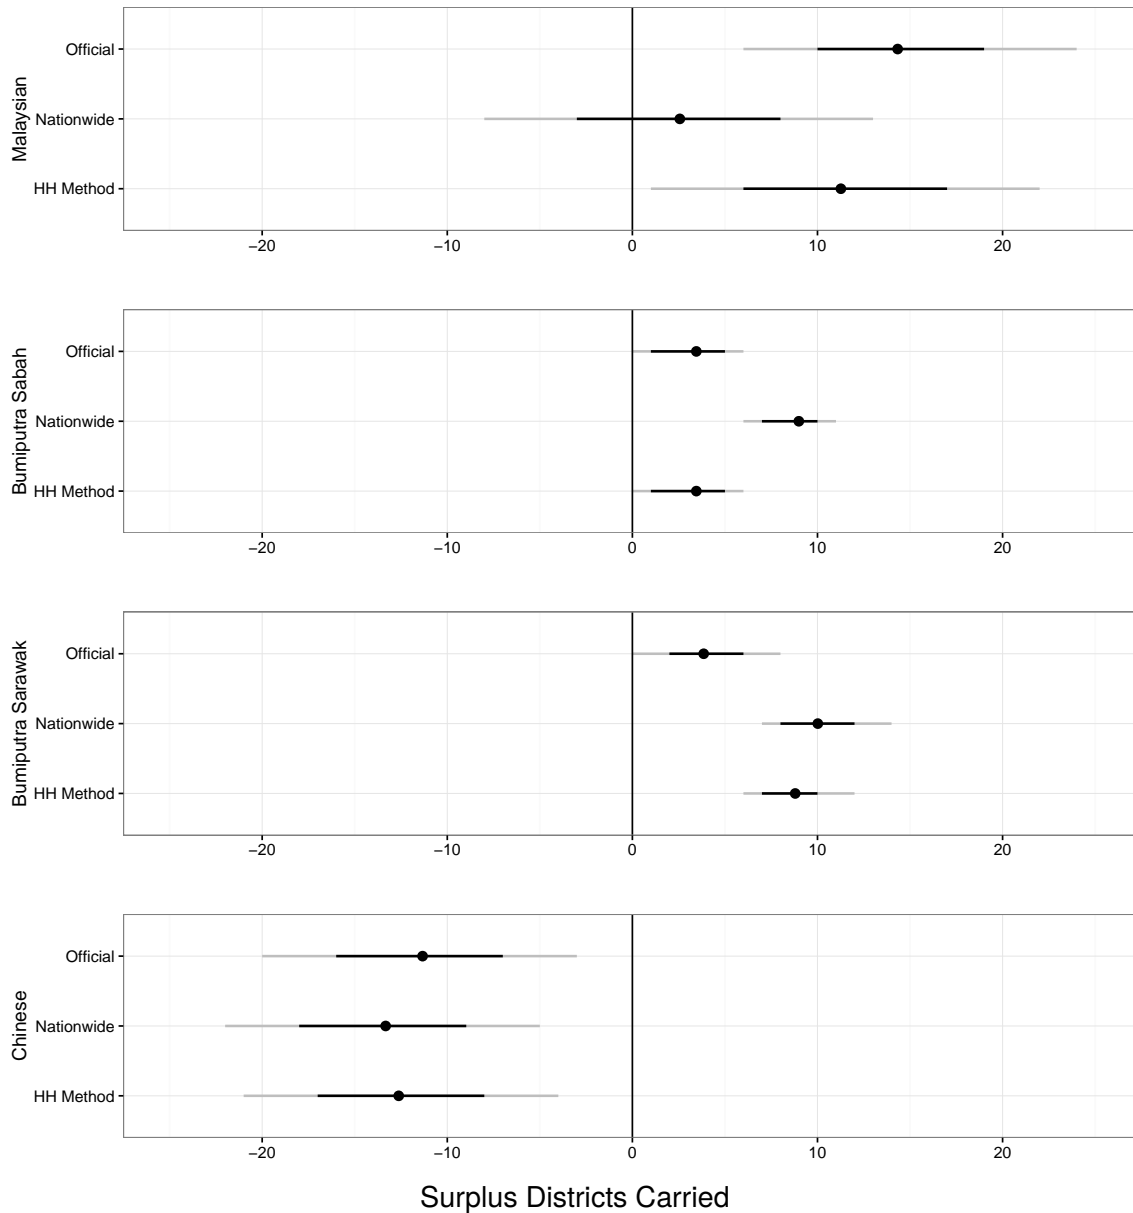 Malaysian
Official
Nationwide
HH Method
−20 −10 0 10 20
Bumiputra Sabah
Official
Nationwide
HH Method
−20 −10 0 10 20
Bumiputra Sarawak
Official
Nationwide
HH Method
−20 −10 0 10 20
Chinese
Official
Nationwide
HH Method
−20 −10 0 10 20
Surplus Districts Carried